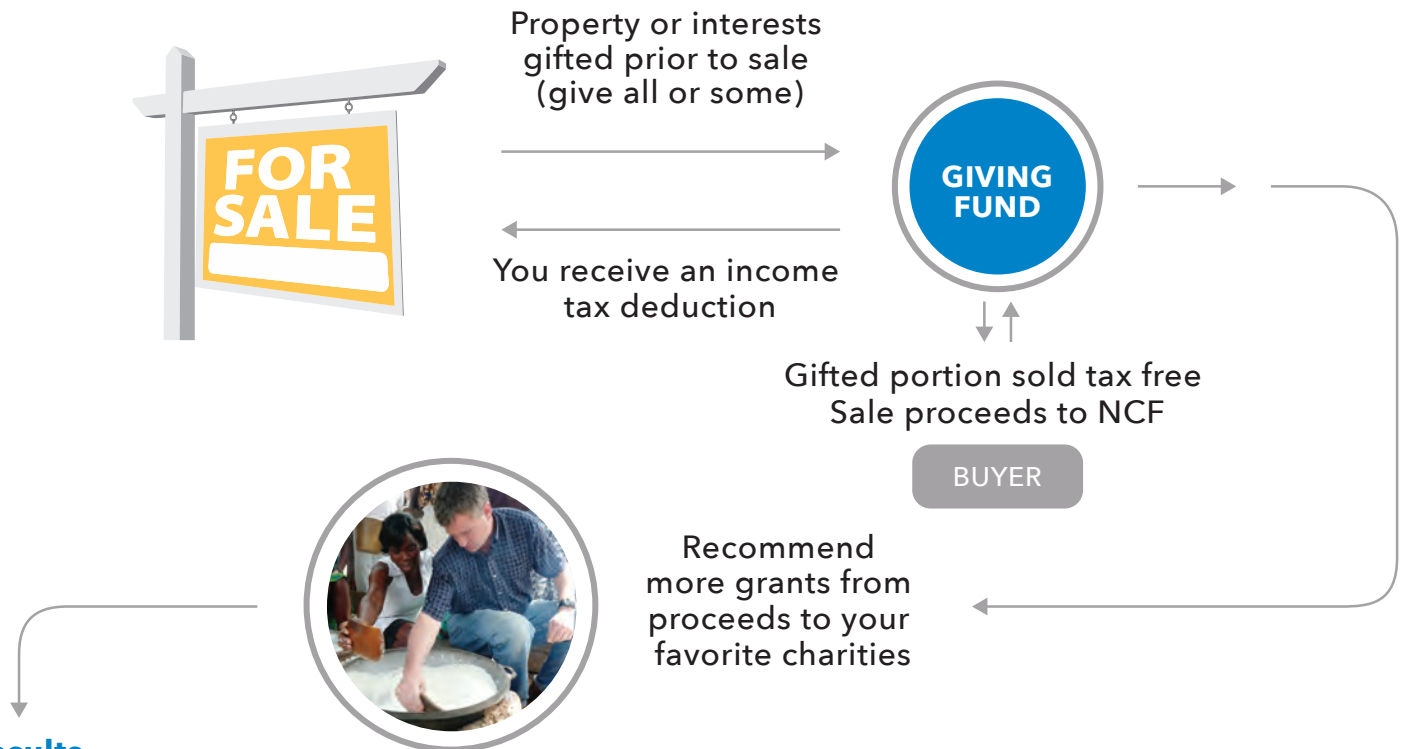 Property or interests
gifted prior to sale
(give all or some)
FOR
SALE
GIVING
FUND
You receive an income
tax deduction
Gifted portion sold tax free
Sale proceeds to NCF
BUYER
Recommend
more grants from
proceeds to your
favorite charities